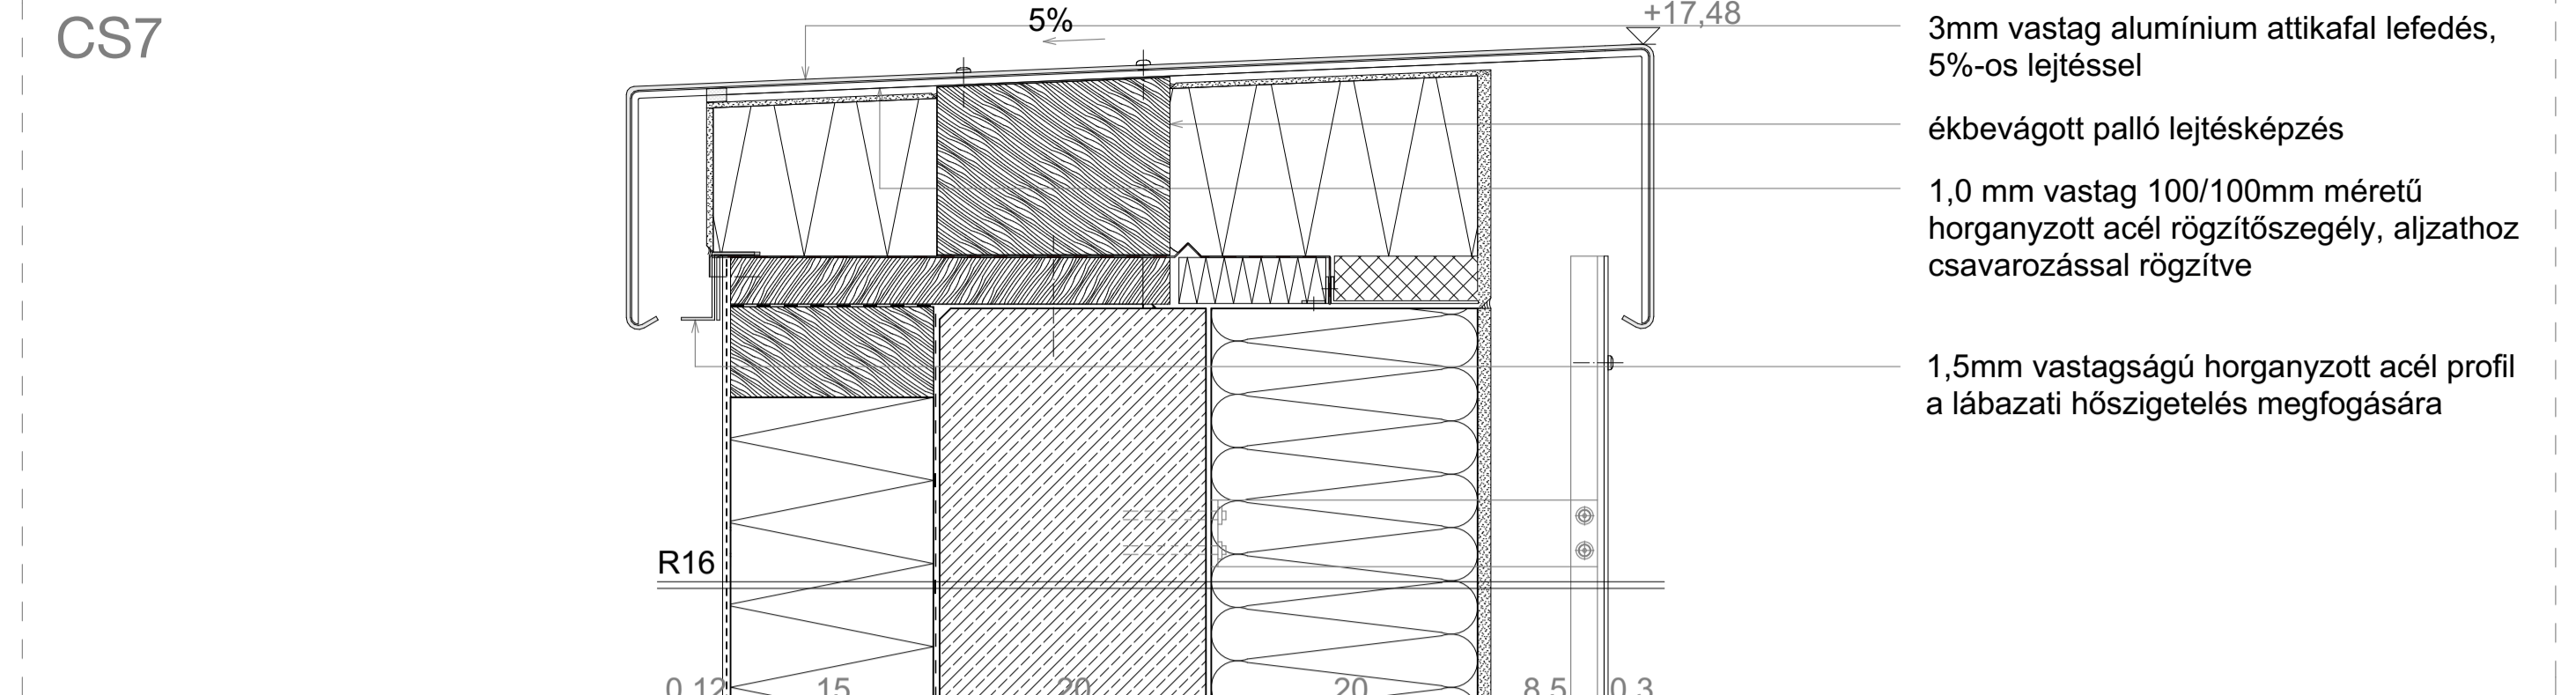 CS7
5%
+17,48
3mm vastag alumínium attikafal lefedés,
5%-os lejtéssel
ékbevágott palló lejtésképzés
1,0 mm vastag 100/100mm méretű
horganyzott acél rögzítőszegély, aljzathoz
csavarozással rögzítve
1,5mm vastagságú horganyzott acél profil
a lábazati hőszigetelés megfogására
R16
0,12 15 20 20 8,5 0,3